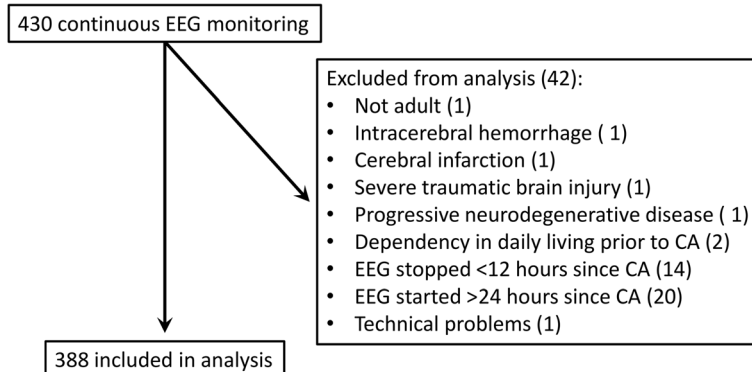 430 continuous EEG monitoring
Excluded from analysis (42):
• Not adult (1)
• Intracerebral hemorrhage ( 1)
• Cerebral infarction (1)
• Severe traumatic brain injury (1)
• Progressive neurodegenerative disease ( 1)
• Dependency in daily living prior to CA (2)
• EEG stopped <12 hours since CA (14)
• EEG started >24 hours since CA (20)
• Technical problems (1)
388 included in analysis